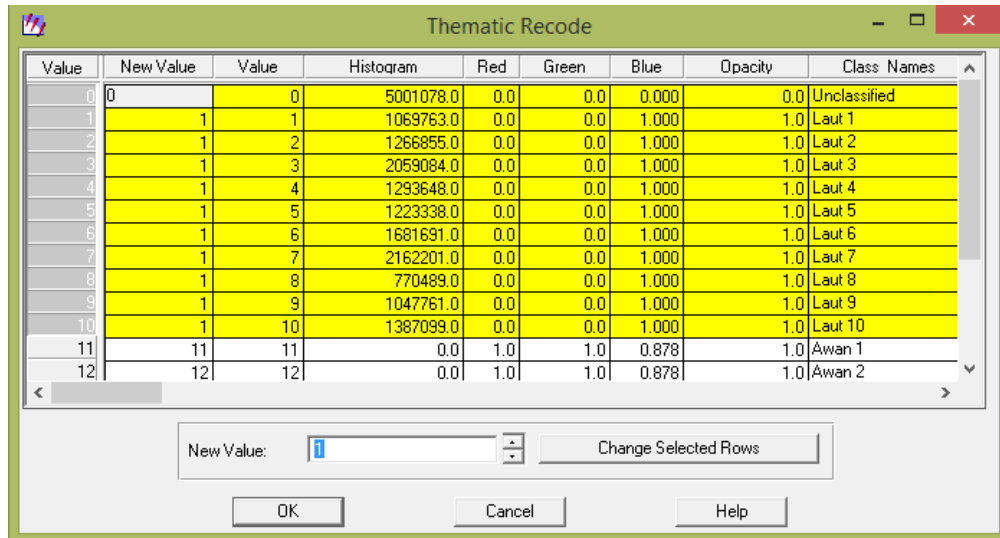 Thematic Recode
Value New Value Value Histogram Red Green Blue Opacity Class Names
0 0 0 5001078.0 0.0 0.0 0.000 0.0 Unclassified
1 1 1 1069763.0 0.0 0.0 1.000 1.0 Laut 1
2 1 2 1266855.0 0.0 0.0 1.000 1.0 Laut 2
3 1 3 2059084.0 0.0 0.0 1.000 1.0 Laut 3
4 1 4 1293648.0 0.0 0.0 1.000 1.0 Laut 4
5 1 5 1223338.0 0.0 0.0 1.000 1.0 Laut 5
6 1 6 1681691.0 0.0 0.0 1.000 1.0 Laut 6
7 1 7 2162201.0 0.0 0.0 1.000 1.0 Laut 7
8 1 8 770489.0 0.0 0.0 1.000 1.0 Laut 8
9 1 9 1047761.0 0.0 0.0 1.000 1.0 Laut 9
10 1 10 1387099.0 0.0 0.0 1.000 1.0 Laut 10
11 11 11 0.0 1.0 1.0 0.878 1.0 Awan 1
12 12 12 0.0 1.0 1.0 0.878 1.0 Awan 2
New Value: 1 Change Selected Rows
OK Cancel Help